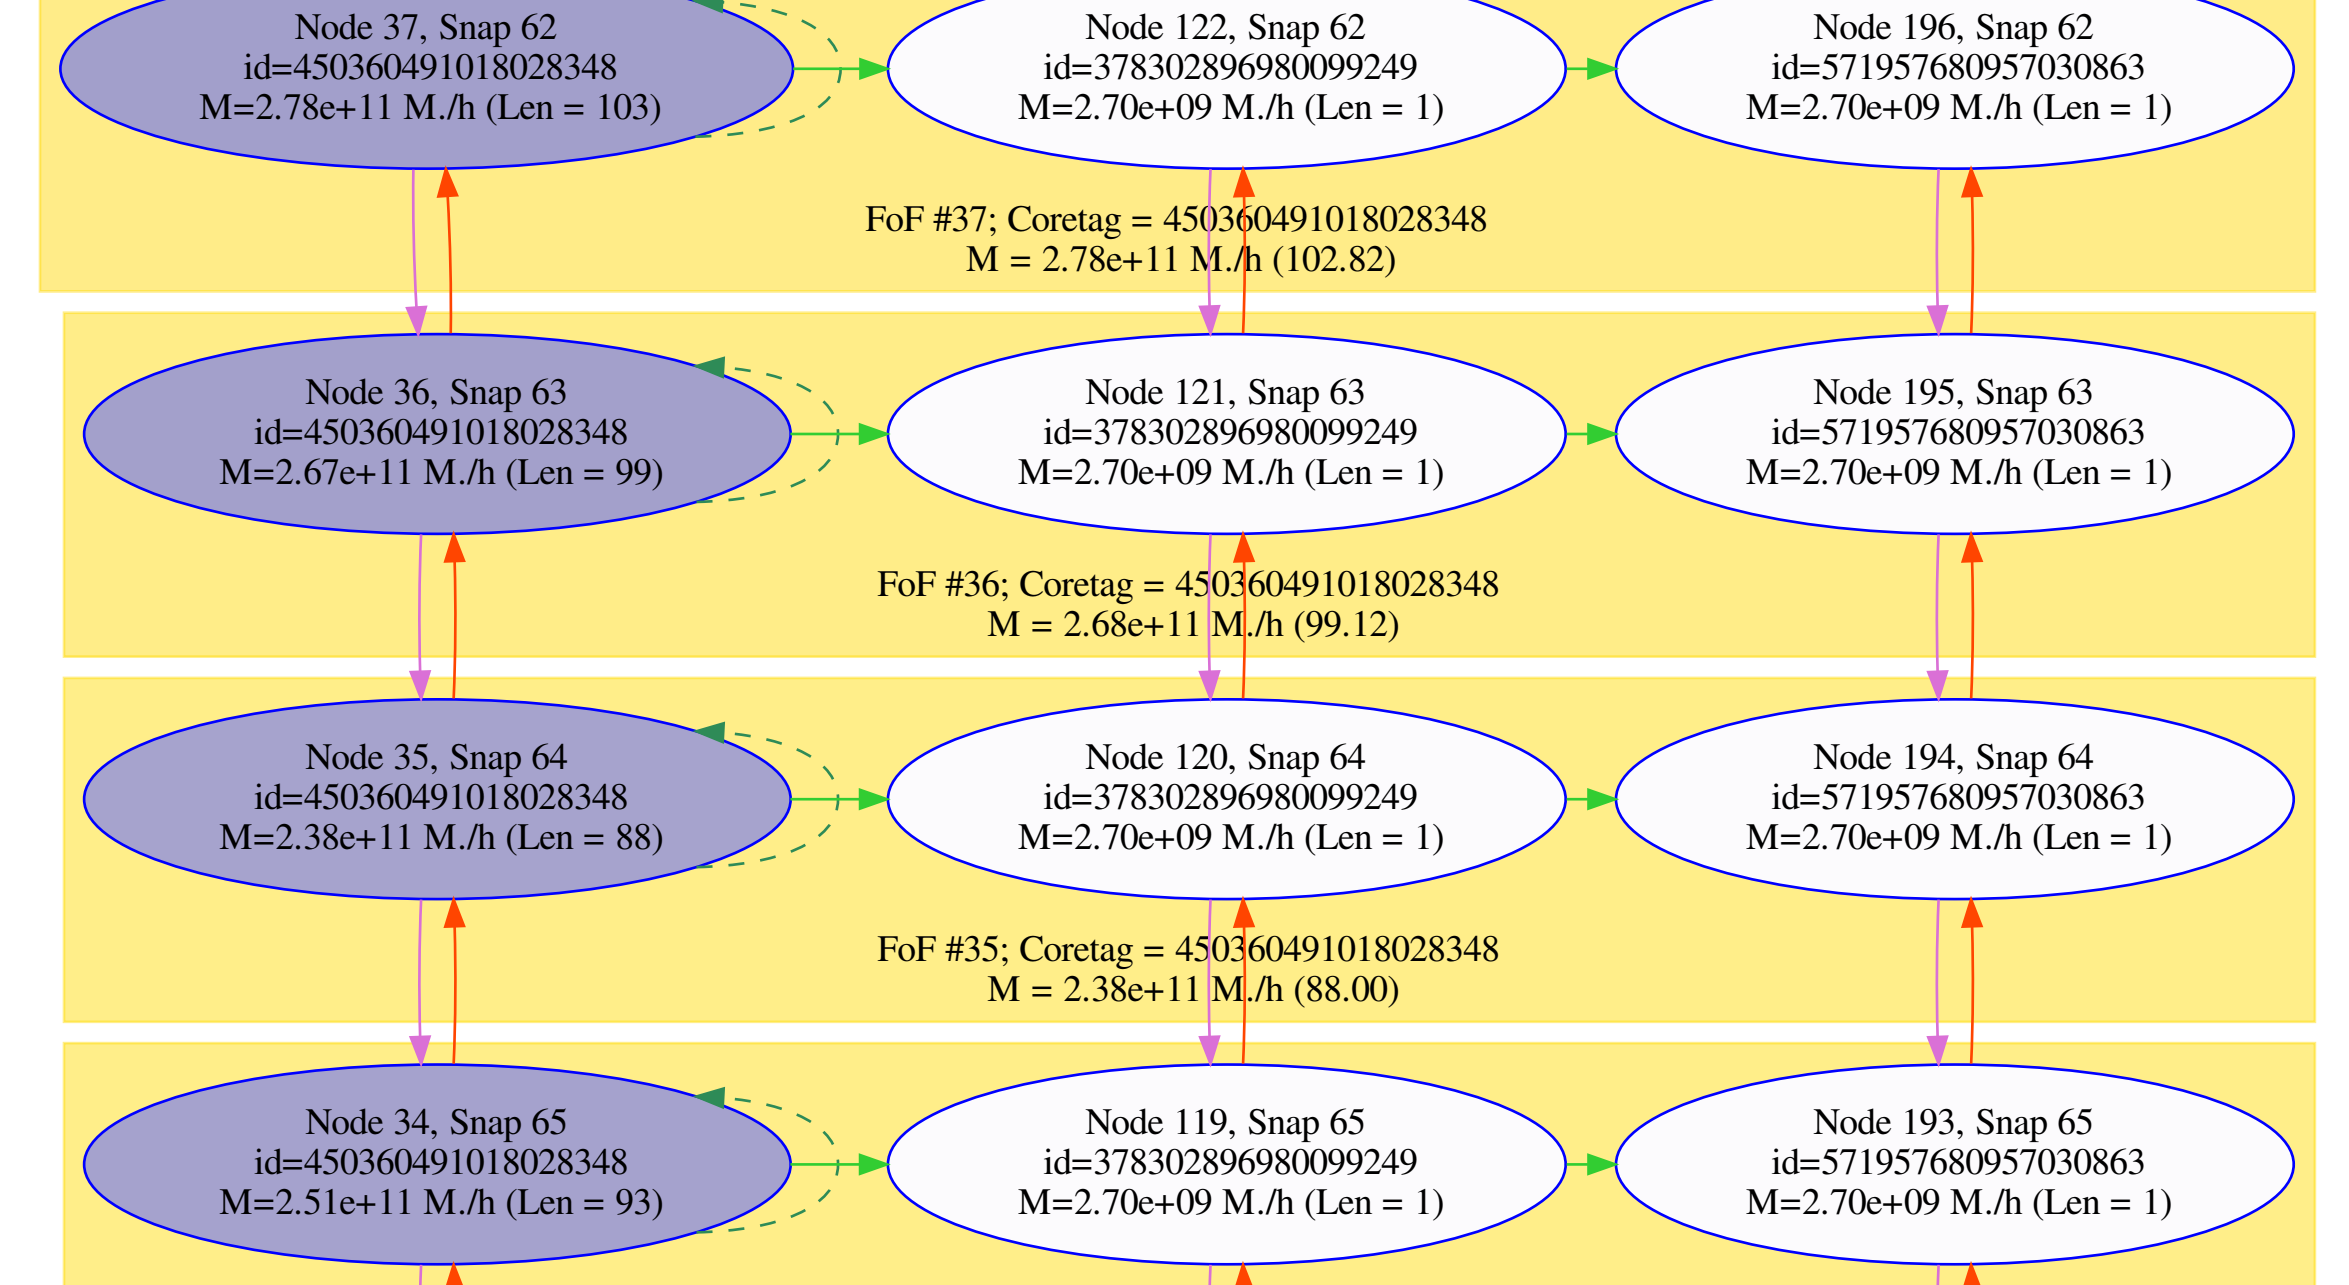 Node 37, Snap 62
id=450360491018028348
M=2.78e+11 M./h (Len = 103)
Node 122, Snap 62
id=378302896980099249
M=2.70e+09 M./h (Len = 1)
Node 196, Snap 62
id=571957680957030863
M=2.70e+09 M./h (Len = 1)
FoF #37; Coretag = 450360491018028348
M = 2.78e+11 M./h (102.82)
Node 36, Snap 63
id=450360491018028348
M=2.67e+11 M./h (Len = 99)
Node 121, Snap 63
id=378302896980099249
M=2.70e+09 M./h (Len = 1)
Node 195, Snap 63
id=571957680957030863
M=2.70e+09 M./h (Len = 1)
FoF #36; Coretag = 450360491018028348
M = 2.68e+11 M./h (99.12)
Node 35, Snap 64
id=450360491018028348
M=2.38e+11 M./h (Len = 88)
Node 120, Snap 64
id=378302896980099249
M=2.70e+09 M./h (Len = 1)
Node 194, Snap 64
id=571957680957030863
M=2.70e+09 M./h (Len = 1)
FoF #35; Coretag = 450360491018028348
M = 2.38e+11 M./h (88.00)
Node 34, Snap 65
id=450360491018028348
M=2.51e+11 M./h (Len = 93)
Node 119, Snap 65
id=378302896980099249
M=2.70e+09 M./h (Len = 1)
Node 193, Snap 65
id=571957680957030863
M=2.70e+09 M./h (Len = 1)